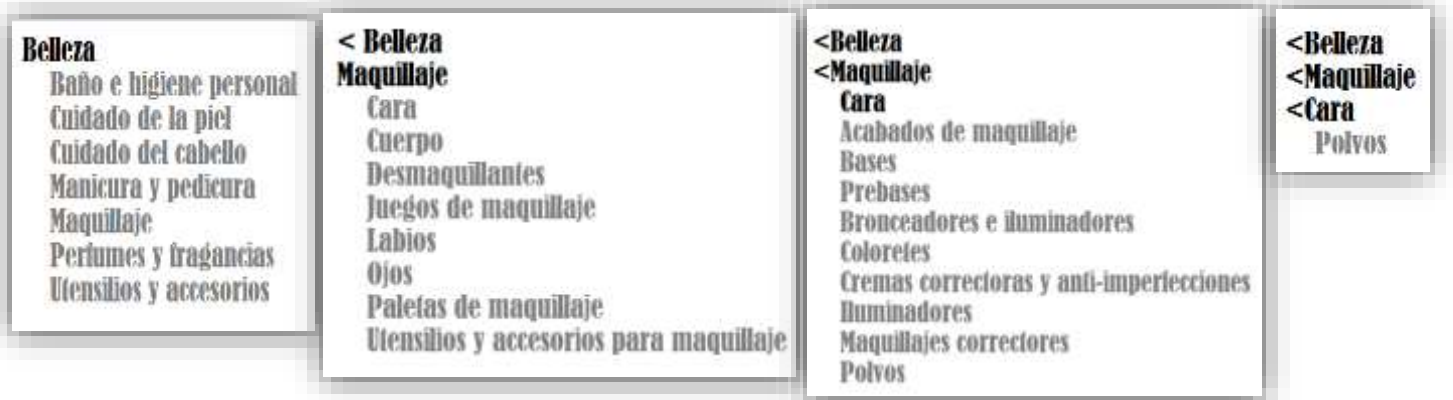 Belleza
Baño e higiene personal
Cuidado de la piel
Cuidado del cabello
Manicura y pedicura
Maquillaje
Perfumes y fragancias
Utensilios y accesorios
< Belleza
Maquillaje
Cara
Cuerpo
Desmaquillantes
Juegos de maquillaje
Labios
Ojos
Paletas de maquillaje
Utensilios y accesorios para maquillaje
<Belleza
<Maquillaje
Cara
Acabados de maquillaje
Bases
Prebases
Bronceadores e iluminadores
Coloretes
Cremas correctoras y anti-imperfecciones
Iluminadores
Maquillajes correctores
Polvos
<Belleza
<Maquillaje
<Cara
Polvos